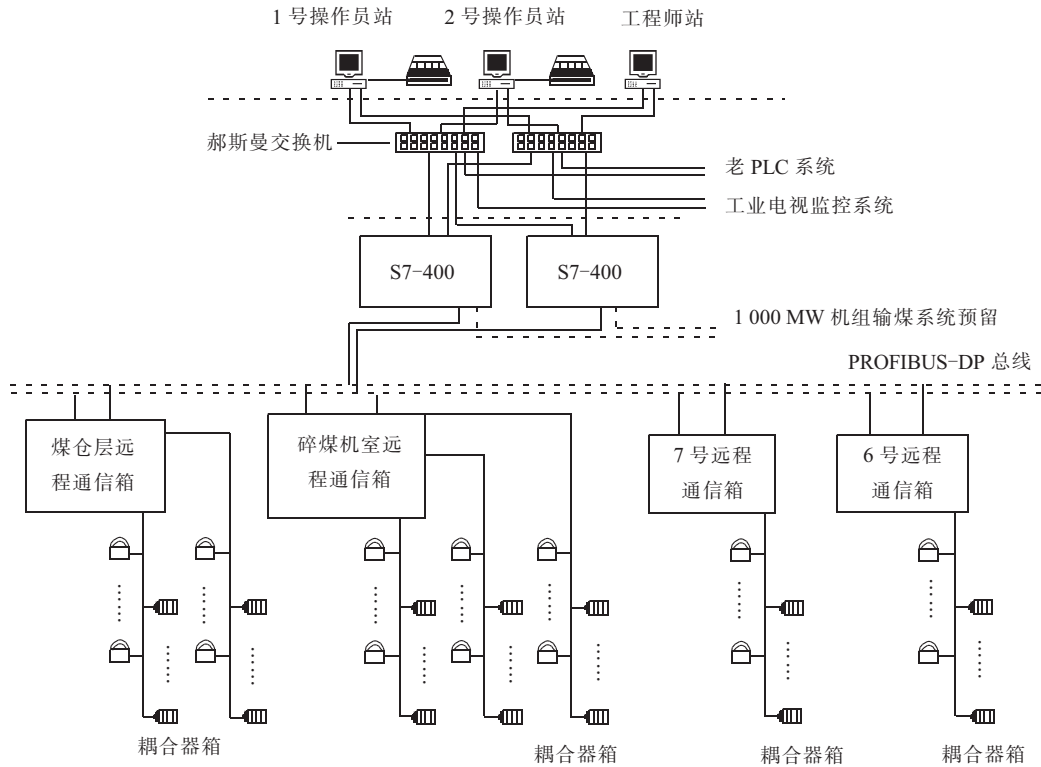 1 号操作员站
2 号操作员站
工程师站
郝斯曼交换机
老 PLC 系统
工业电视监控系统
S7-400
S7-400
1 000 MW 机组输煤系统预留
PROFIBUS-DP 总线
煤仓层远
程通信箱
碎煤机室远
程通信箱
7 号远程
通信箱
6 号远程
通信箱
耦合器箱
耦合器箱
耦合器箱
耦合器箱